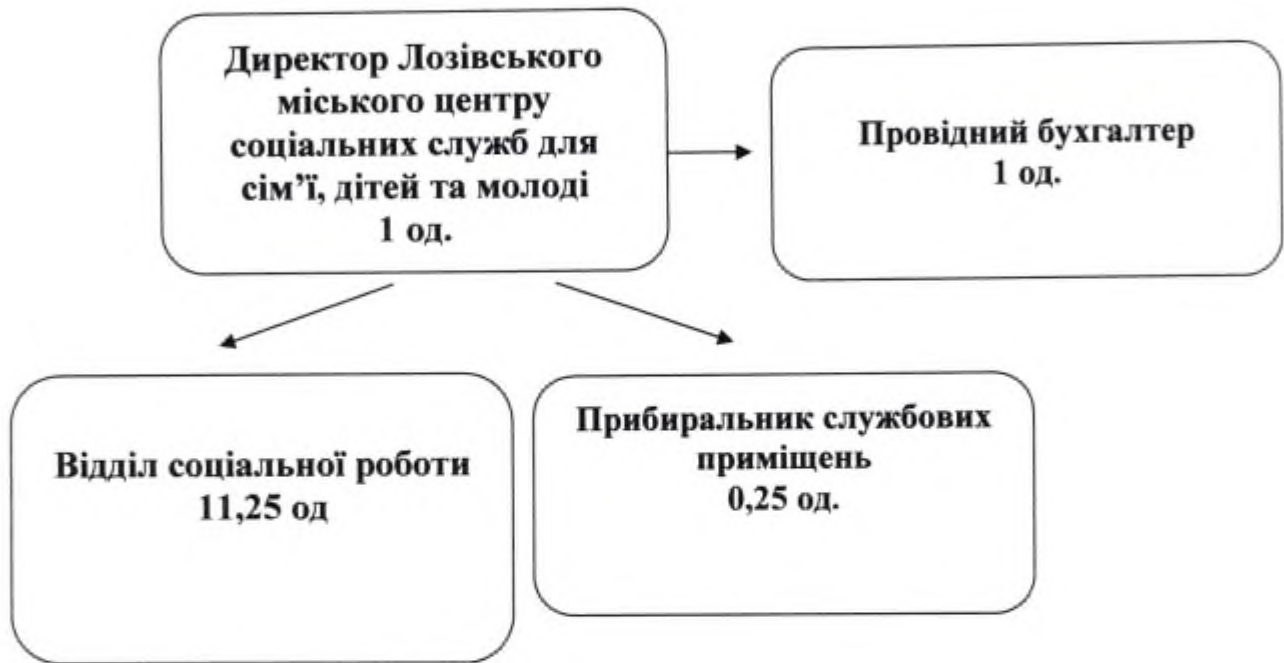 Директор Лозівського
міського центру
соціальних служб для
сім’ї, дітей та молоді
1 од.
Провідний бухгалтер
1 од.
Відділ соціальної роботи
11,25 од
Прибиральник службових
приміщень
0,25 од.